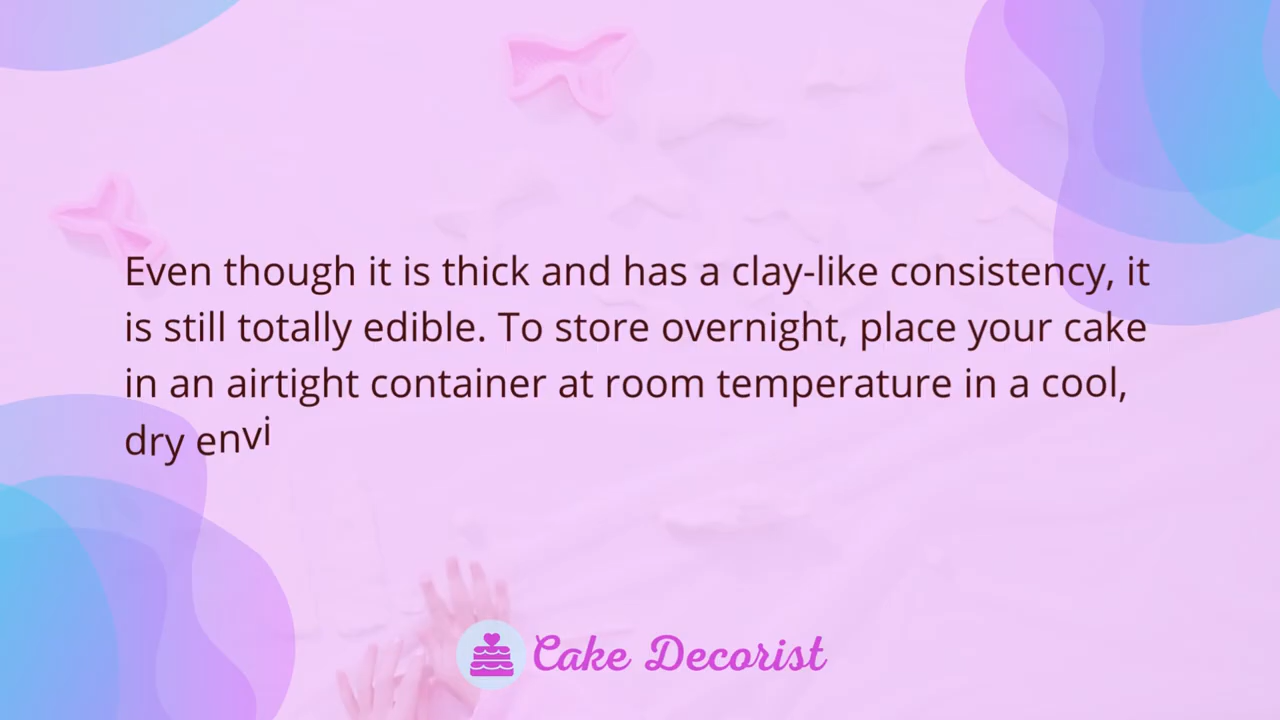 Even though it is thick and has a clay-like consistency, it
is still totally edible. To store overnight, place your cake
in an airtight container at room temperature in a cool,
dry envi
Cake Decorist